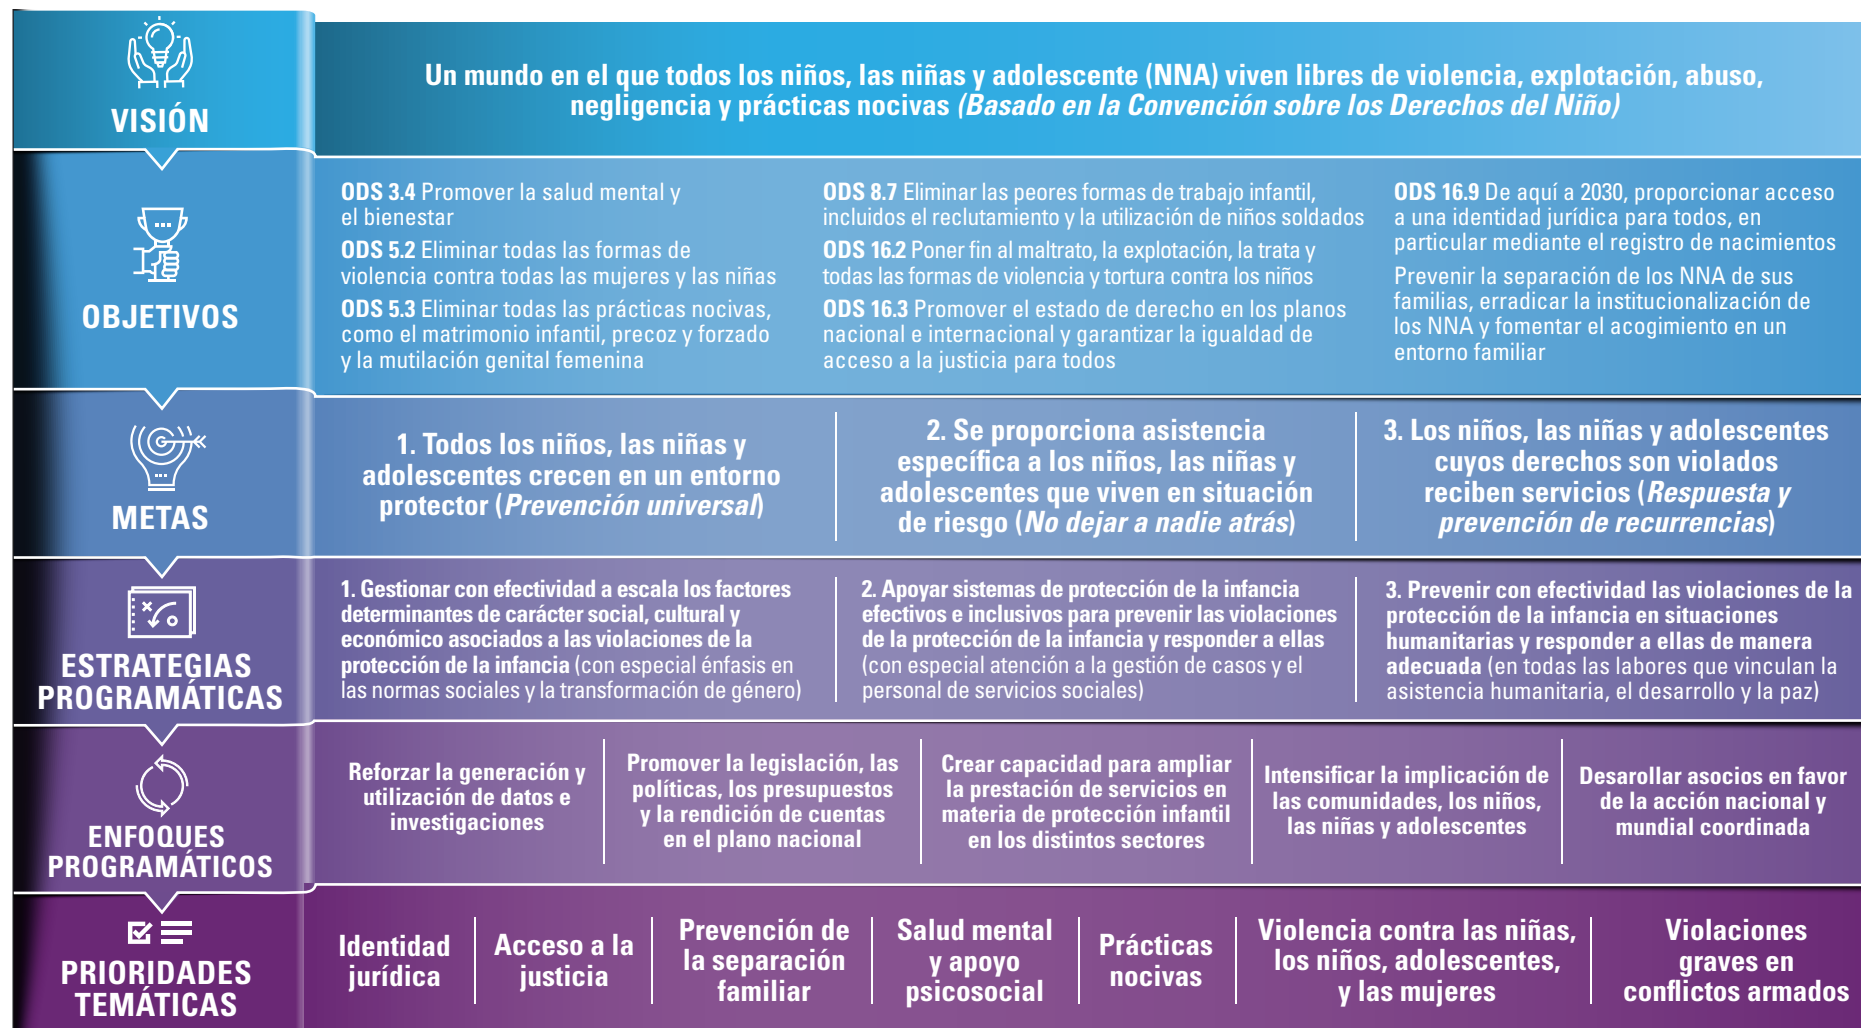 VISIÓN
Un mundo en el que todos los niños, las niñas y adolescente (NNA) viven libres de violencia, explotación, abuso,
negligencia y prácticas nocivas (Basado en la Convención sobre los Derechos del Niño)
OBJETIVOS
ODS 3.4 Promover la salud mental y
el bienestar
ODS 5.2 Eliminar todas las formas de
violencia contra todas las mujeres y las niñas
ODS 5.3 Eliminar todas las prácticas nocivas,
como el matrimonio infantil, precoz y forzado
y la mutilación genital femenina
ODS 8.7 Eliminar las peores formas de trabajo infantil,
incluidos el reclutamiento y la utilización de niños soldados
ODS 16.2 Poner fin al maltrato, la explotación, la trata y
todas las formas de violencia y tortura contra los niños
ODS 16.3 Promover el estado de derecho en los planos
nacional e internacional y garantizar la igualdad de
acceso a la justicia para todos
ODS 16.9 De aquí a 2030, proporcionar acceso
a una identidad jurídica para todos, en
particular mediante el registro de nacimientos
Prevenir la separación de los NNA de sus
familias, erradicar la institucionalización de
los NNA y fomentar el acogimiento en un
entorno familiar
METAS
1. Todos los niños, las niñas y
adolescentes crecen en un entorno
protector (Prevención universal)
2. Se proporciona asistencia
específica a los niños, las niñas y
adolescentes que viven en situación
de riesgo (No dejar a nadie atrás)
3. Los niños, las niñas y adolescentes
cuyos derechos son violados
reciben servicios (Respuesta y
prevención de recurrencias)
ESTRATEGIAS
PROGRAMÁTICAS
1. Gestionar con efectividad a escala los factores
determinantes de carácter social, cultural y
económico asociados a las violaciones de la
protección de la infancia (con especial énfasis en
las normas sociales y la transformación de género)
2. Apoyar sistemas de protección de la infancia
efectivos e inclusivos para prevenir las violaciones
de la protección de la infancia y responder a ellas
(con especial atención a la gestión de casos y el
personal de servicios sociales)
3. Prevenir con efectividad las violaciones de la
protección de la infancia en situaciones
humanitarias y responder a ellas de manera
adecuada (en todas las labores que vinculan la
asistencia humanitaria, el desarrollo y la paz)
ENFOQUES
PROGRAMÁTICOS
Reforzar la generación y
utilización de datos e
investigaciones
Promover la legislación, las
políticas, los presupuestos
y la rendición de cuentas
en el plano nacional
Crear capacidad para ampliar
la prestación de servicios en
materia de protección infantil
en los distintos sectores
Intensificar la implicación de
las comunidades, los niños,
las niñas y adolescentes
Desarollar asocios en favor
de la acción nacional y
mundial coordinada
PRIORIDADES
TEMÁTICAS
Identidad
jurídica
Acceso a la
justicia
Prevención de
la separación
familiar
Salud mental
y apoyo
psicosocial
Prácticas
nocivas
Violencia contra las niñas,
los niños, adolescentes,
y las mujeres
Violaciones
graves en
conflictos armados